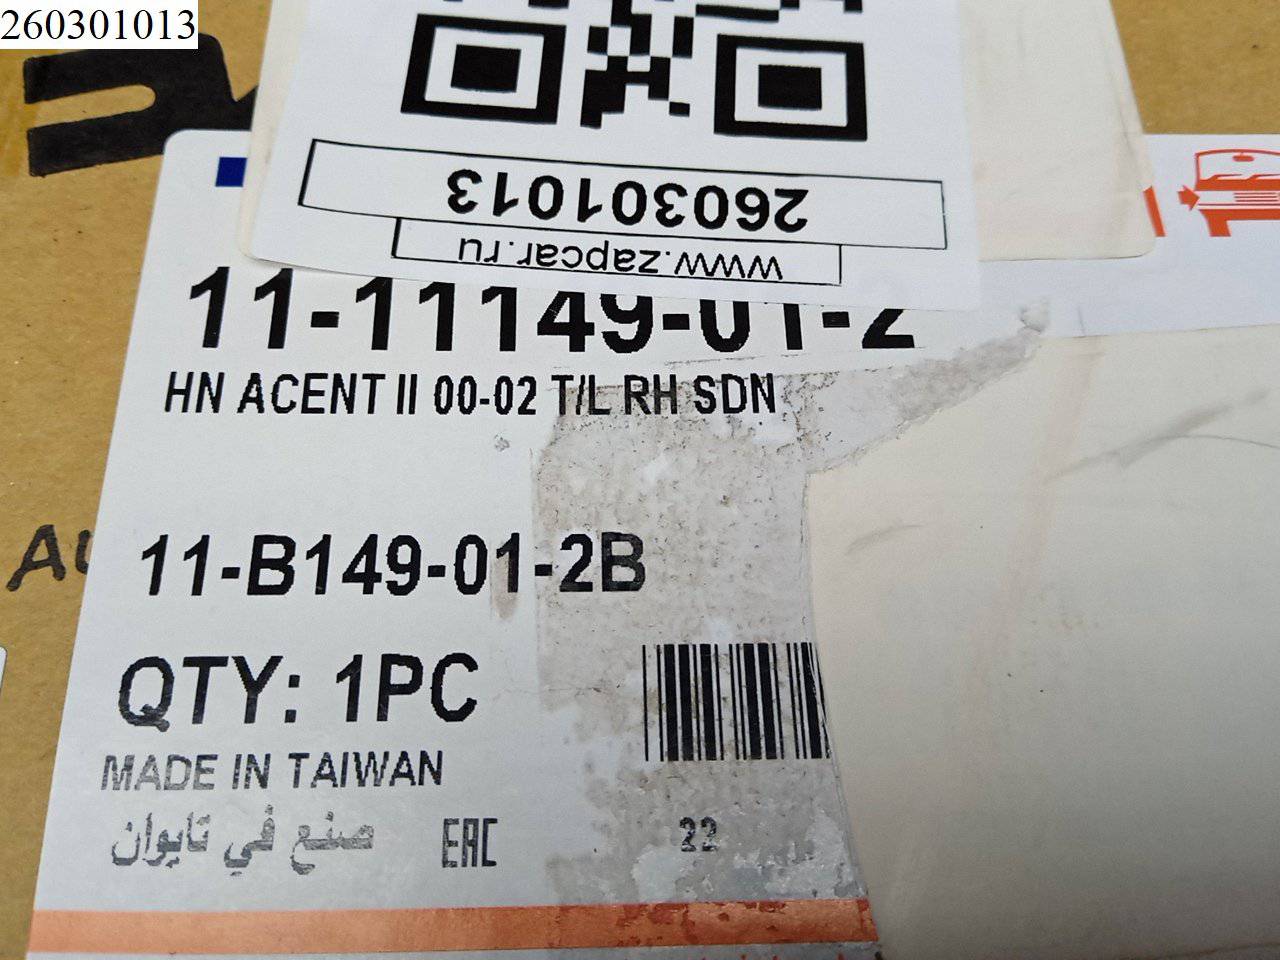 260301013
260301013
www.zapcar.ru
11-11149-01-2
HN ACENT II 00-02 T/L RH SDN
11-B149-01-2B
QTY: 1PC
MADE IN TAIWAN
صنع في تايوان
EAC
22